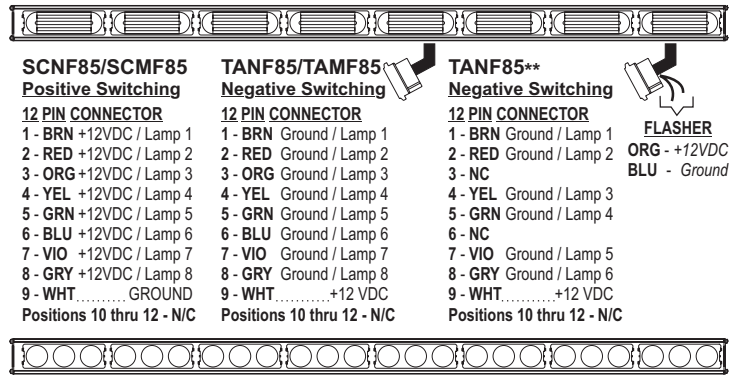 SCNF85/SCMF85
Positive Switching
12 PIN CONNECTOR
1 - BRN +12VDC / Lamp 1
2 - RED +12VDC / Lamp 2
3 - ORG +12VDC / Lamp 3
4 - YEL +12VDC / Lamp 4
5 - GRN +12VDC / Lamp 5
6 - BLU +12VDC / Lamp 6
7 - VIO +12VDC / Lamp 7
8 - GRY +12VDC / Lamp 8
9 - WHT.......... GROUND
Positions 10 thru 12 - N/C
TANF85/TAMF85
Negative Switching
12 PIN CONNECTOR
1 - BRN Ground / Lamp 1
2 - RED Ground / Lamp 2
3 - ORG Ground / Lamp 3
4 - YEL Ground / Lamp 4
5 - GRN Ground / Lamp 5
6 - BLU Ground / Lamp 6
7 - VIO Ground / Lamp 7
8 - GRY Ground / Lamp 8
9 - WHT...........+12 VDC
Positions 10 thru 12 - N/C
TANF85**
Negative Switching
12 PIN CONNECTOR
1 - BRN Ground / Lamp 1
2 - RED Ground / Lamp 2
3 - NC
4 - YEL Ground / Lamp 3
5 - GRN Ground / Lamp 4
6 - NC
7 - VIO Ground / Lamp 5
8 - GRY Ground / Lamp 6
9 - WHT...........+12 VDC
Positions 10 thru 12 - N/C
FLASHER
ORG - +12VDC
BLU - Ground